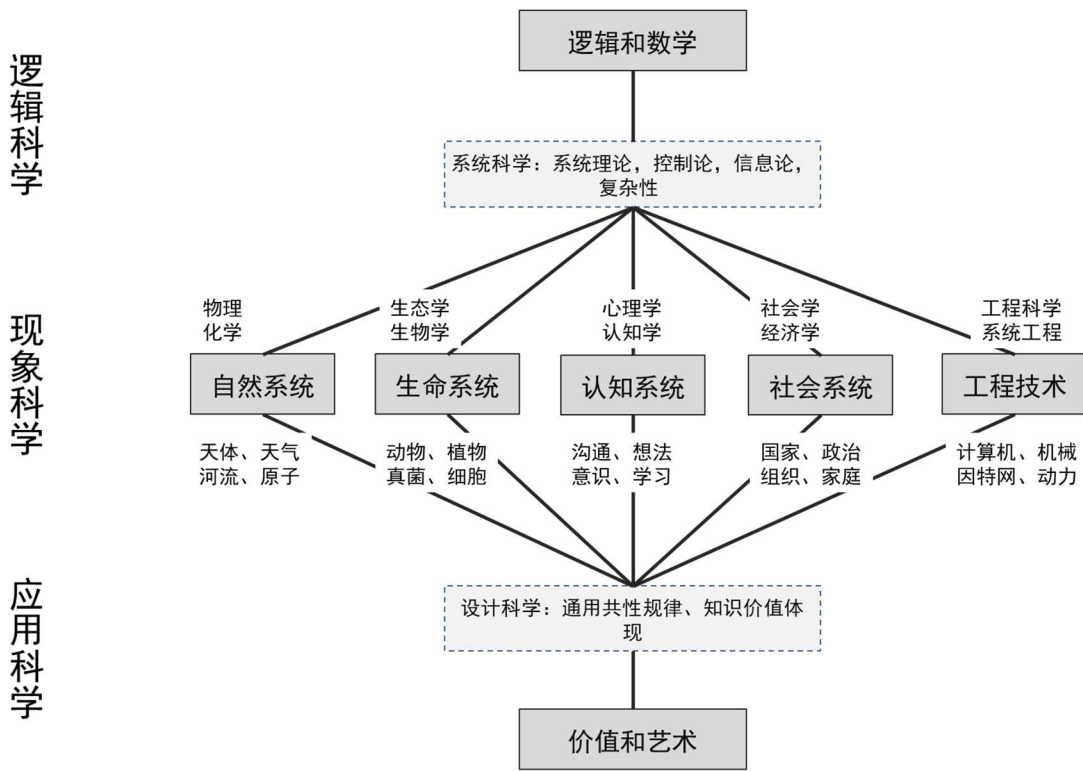 逻辑科学
逻辑和数学
系统科学：系统理论，控制论，信息论，
复杂性
现象科学
物理
化学
生态学
生物学
心理学
认知学
社会学
经济学
工程科学
系统工程
自然系统
生命系统
认知系统
社会系统
工程技术
天体、天气
河流、原子
动物、植物
真菌、细胞
沟通、想法
意识、学习
国家、政治
组织、家庭
计算机、机械
因特网、动力
应用科学
设计科学：通用共性规律、知识价值体
现
价值和艺术